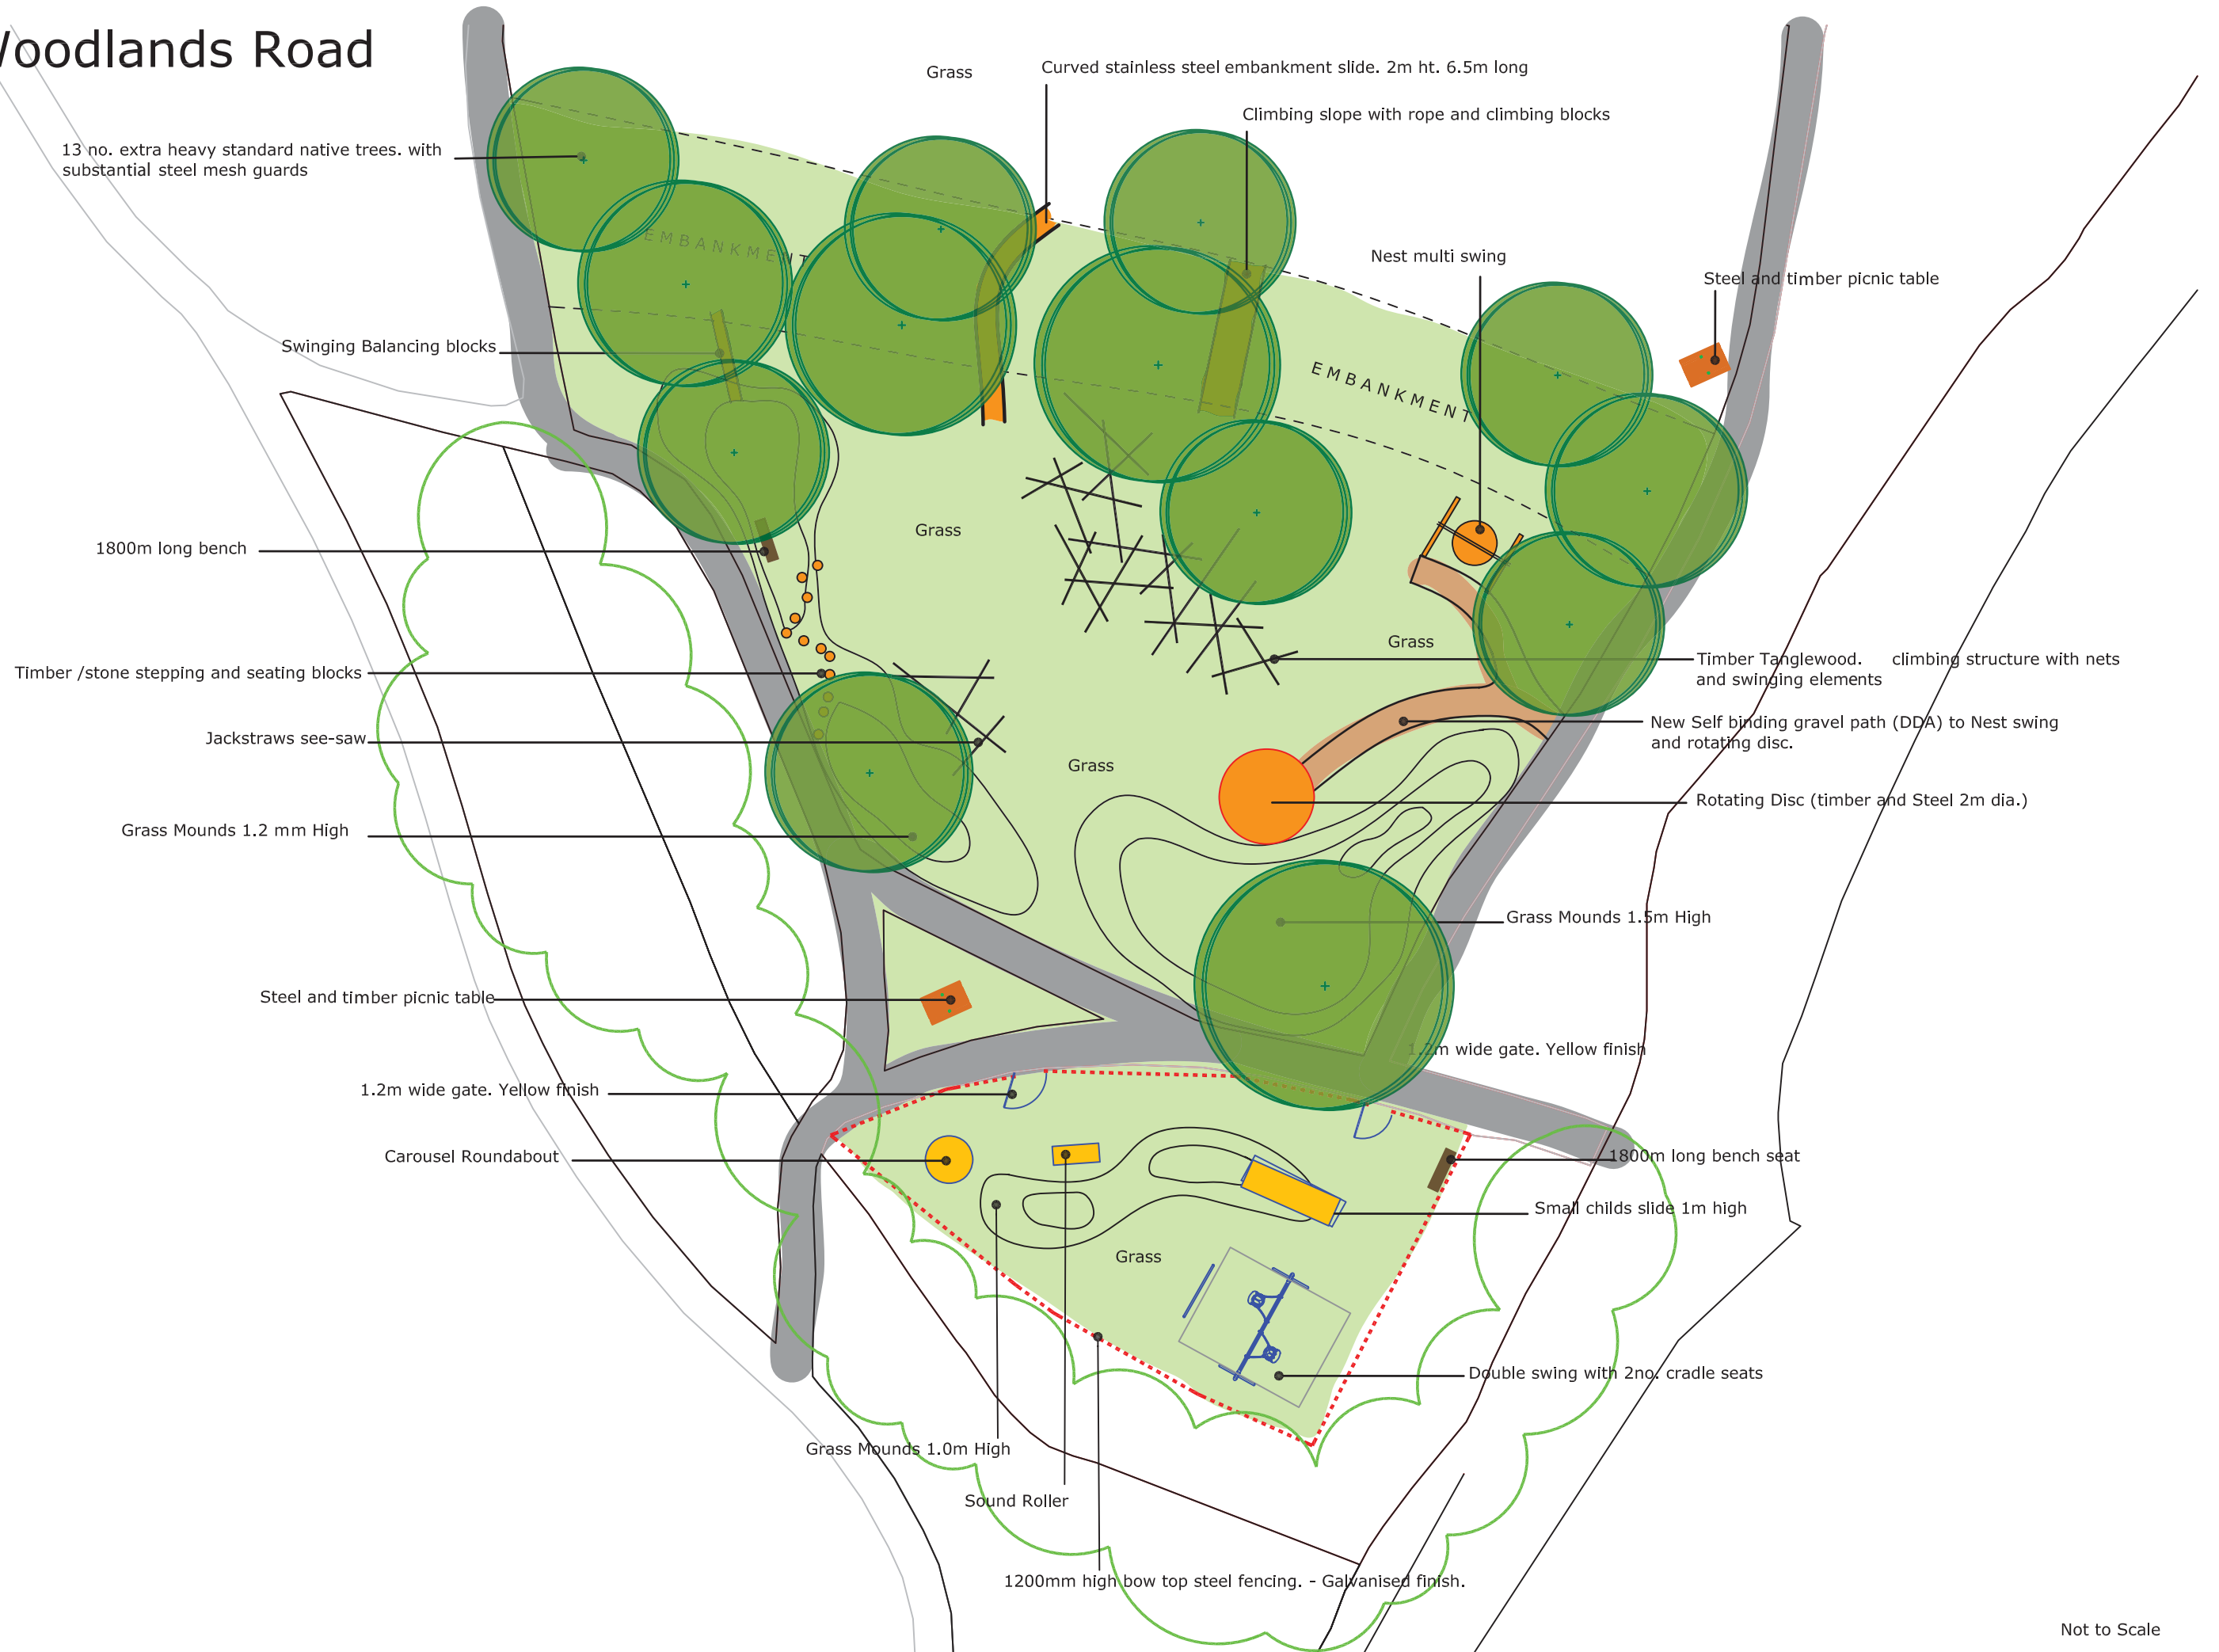 Woodlands Road
Grass
Curved stainless steel embankment slide. 2m ht. 6.5m long
Climbing slope with rope and climbing blocks
13 no. extra heavy standard native trees. with
substantial steel mesh guards
EMBANKMENT
Nest multi swing
Steel and timber picnic table
Swinging Balancing blocks
EMBANKMENT
Grass
1800m long bench
Grass
Timber Tanglewood. climbing structure with nets
and swinging elements
Timber /stone stepping and seating blocks
New Self binding gravel path (DDA) to Nest swing
and rotating disc.
Jackstraws see-saw
Grass
Rotating Disc (timber and Steel 2m dia.)
Grass Mounds 1.2 mm High
Grass Mounds 1.5m High
Steel and timber picnic table
1.2m wide gate. Yellow finish
1.2m wide gate. Yellow finish
Carousel Roundabout
1800m long bench seat
Small childs slide 1m high
Grass
Double swing with 2no. cradle seats
Grass Mounds 1.0m High
Sound Roller
1200mm high bow top steel fencing. - Galvanised finish.
Not to Scale